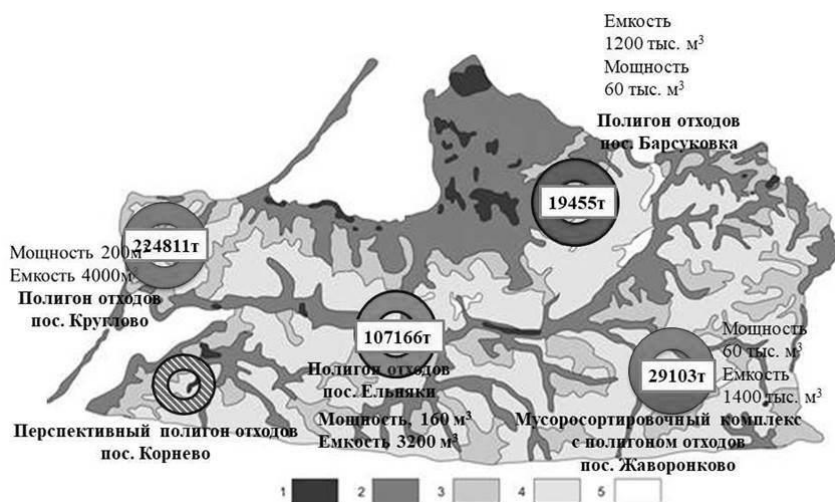 Емкость
1200 тыс. м³
Мощность
60 тыс. м³
Полигон отходов
пос. Барсуковка
19455т
224811т
Мощность 200м³
Емкость 4000м³
Полигон отходов
пос. Круглово
107166т
Полигон отходов
пос. Ельняки
Мощность, 160 м³
Емкость 3200 м³
Мощность
60 тыс. м³
Емкость
1400 тыс. м³
29103т
Мусоросортировочный комплекс
с полигоном отходов
пос. Жаворонково
Перспективный полигон отходов
пос. Корнево
1 2 3 4 5